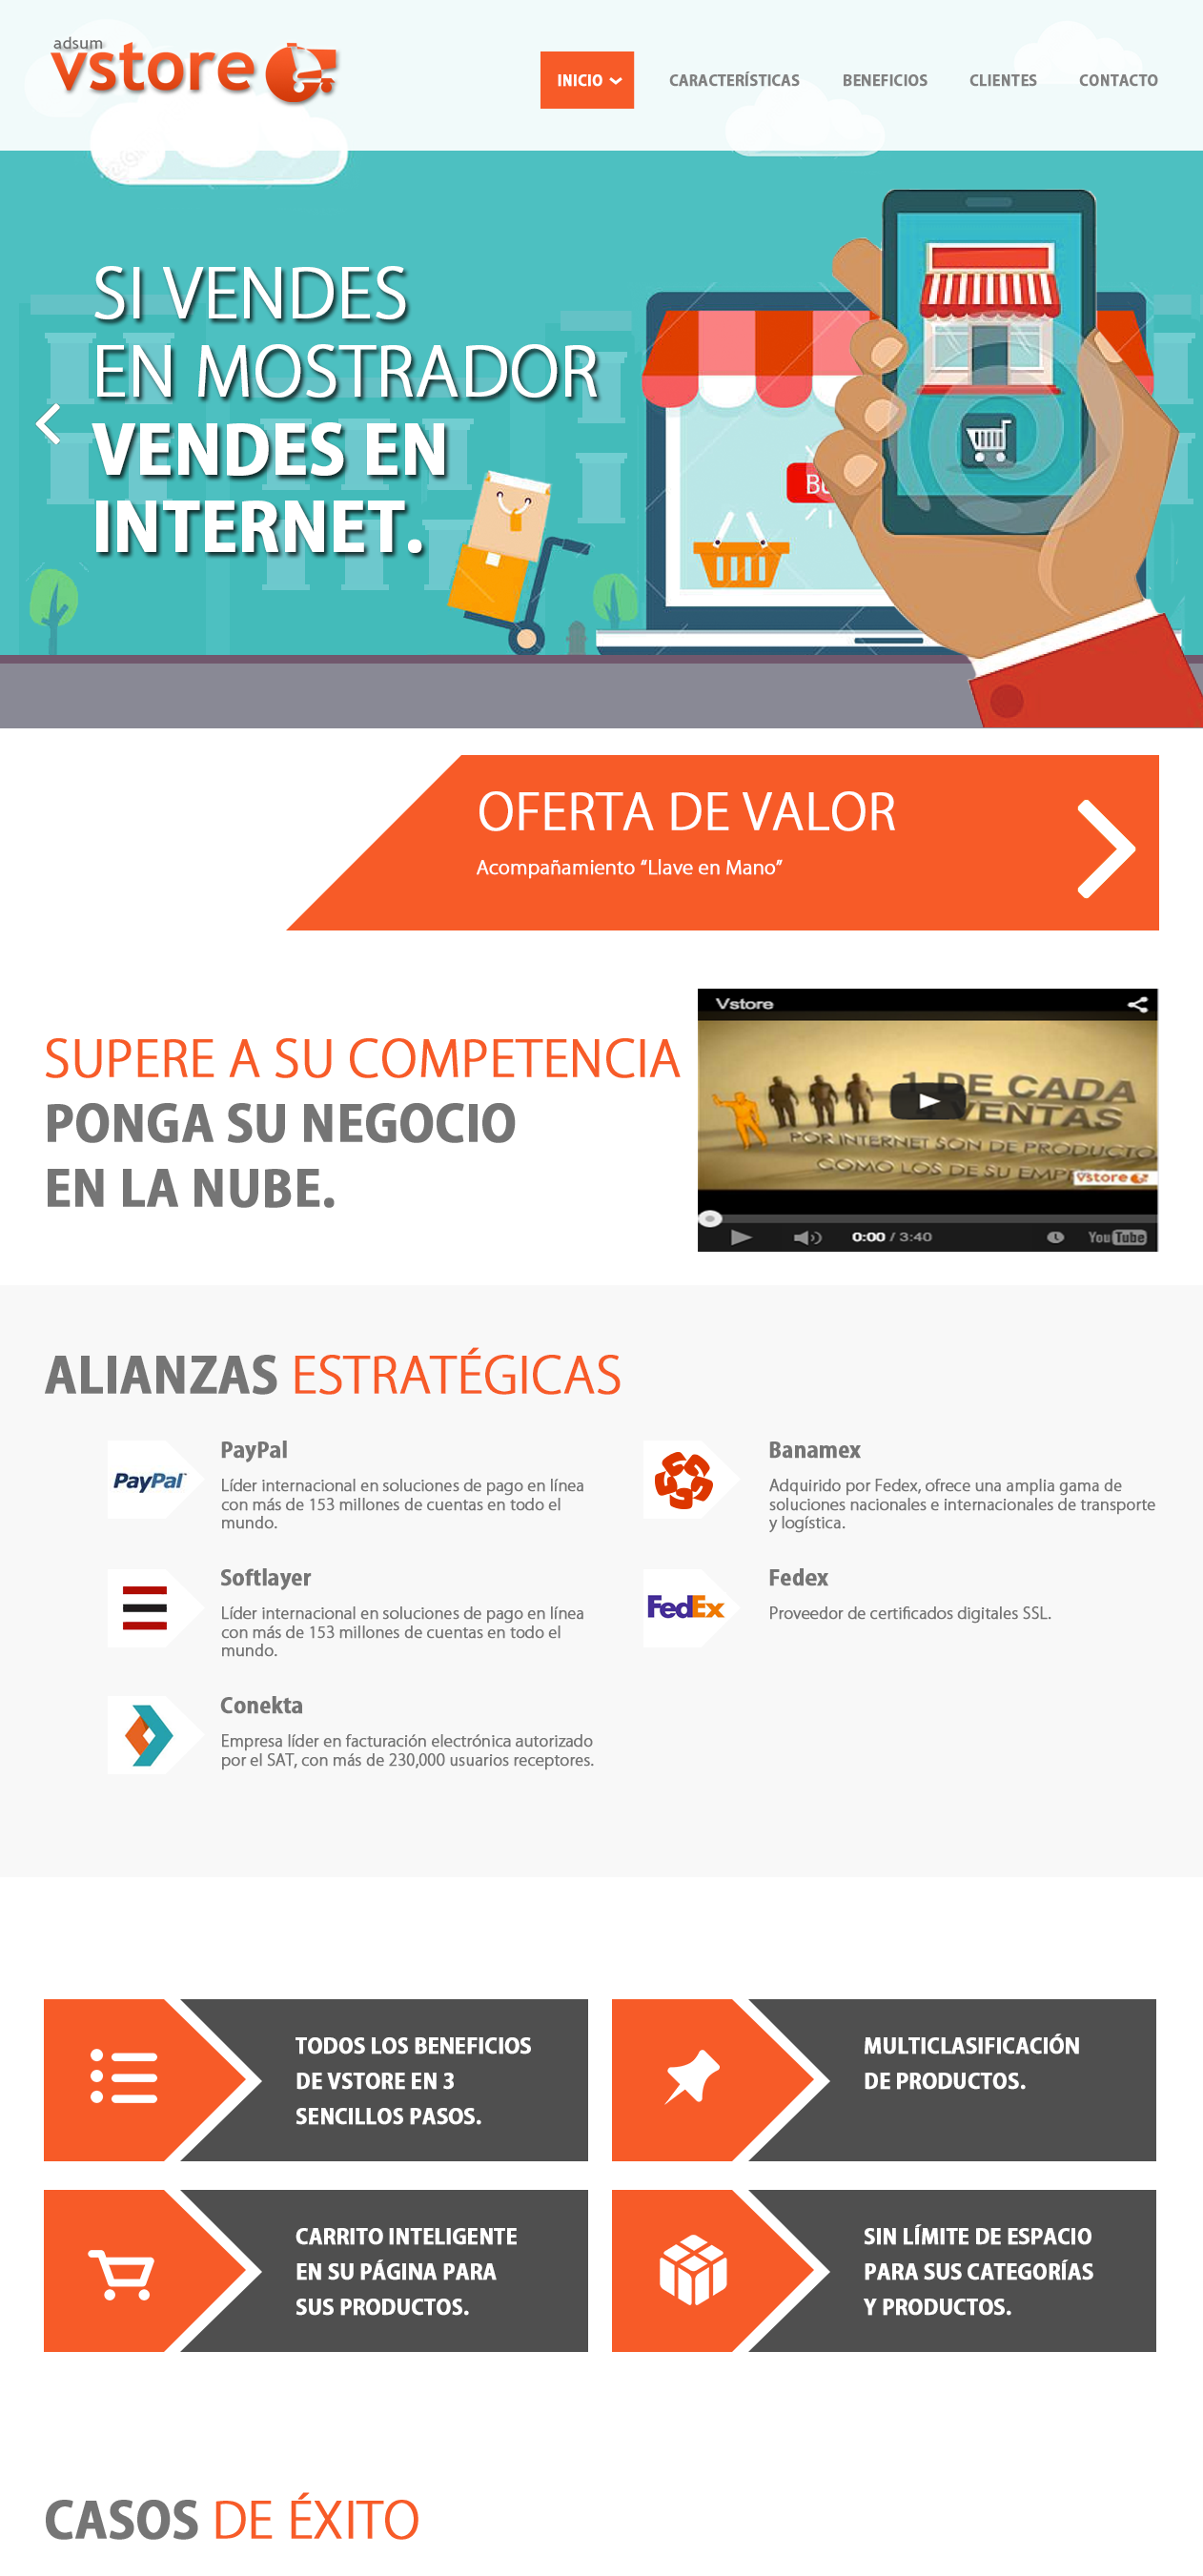 adsum
vstore
INICIO
CARACTERÍSTICAS
BENEFICIOS
CLIENTES
CONTACTO
SI VENDES
EN MOSTRADOR
VENDES EN
INTERNET.
OFERTA DE VALOR
Acompañamiento “Llave en Mano”
SUPERE A SU COMPETENCIA
PONGA SU NEGOCIO
EN LA NUBE.
Vstore
1 DE CADA
VENTAS
POR INTERNET SON DE PRODUCTO
COMO LOS DE SU
vstore
0:00 / 3:40
YouTube
ALIANZAS ESTRATÉGICAS
PayPal
PayPal
Líder internacional en soluciones de pago en línea
con más de 153 millones de cuentas en todo el
mundo.
Banamex
Adquirido por Fedex, ofrece una amplia gama de
soluciones nacionales e internacionales de transporte
y logística.
Softlayer
Líder internacional en soluciones de pago en línea
con más de 153 millones de cuentas en todo el
mundo.
FedEx
Fedex
Proveedor de certificados digitales SSL.
Conekta
Empresa líder en facturación electrónica autorizado
por el SAT, con más de 230,000 usuarios receptores.
TODOS LOS BENEFICIOS
DE VSTORE EN 3
SENCILLOS PASOS.
MULTICLASIFICACIÓN
DE PRODUCTOS.
CARRITO INTELIGENTE
EN SU PÁGINA PARA
SUS PRODUCTOS.
SIN LÍMITE DE ESPACIO
PARA SUS CATEGORÍAS
Y PRODUCTOS.
CASOS DE ÉXITO